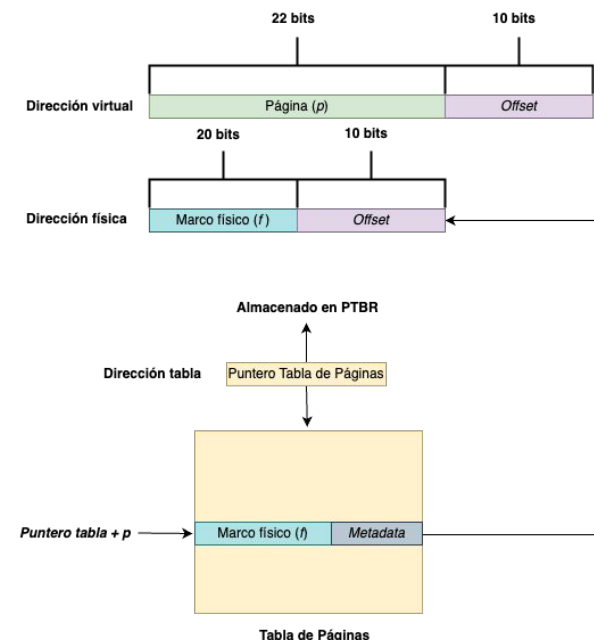 22 bits
10 bits
Dirección virtual
Página (p)
Offset
20 bits
10 bits
Dirección física
Marco físico (f )
Offset
Almacenado en PTBR
Dirección tabla
Puntero Tabla de Páginas
Puntero tabla + p
Marco físico (f)
Metadata
Tabla de Páginas